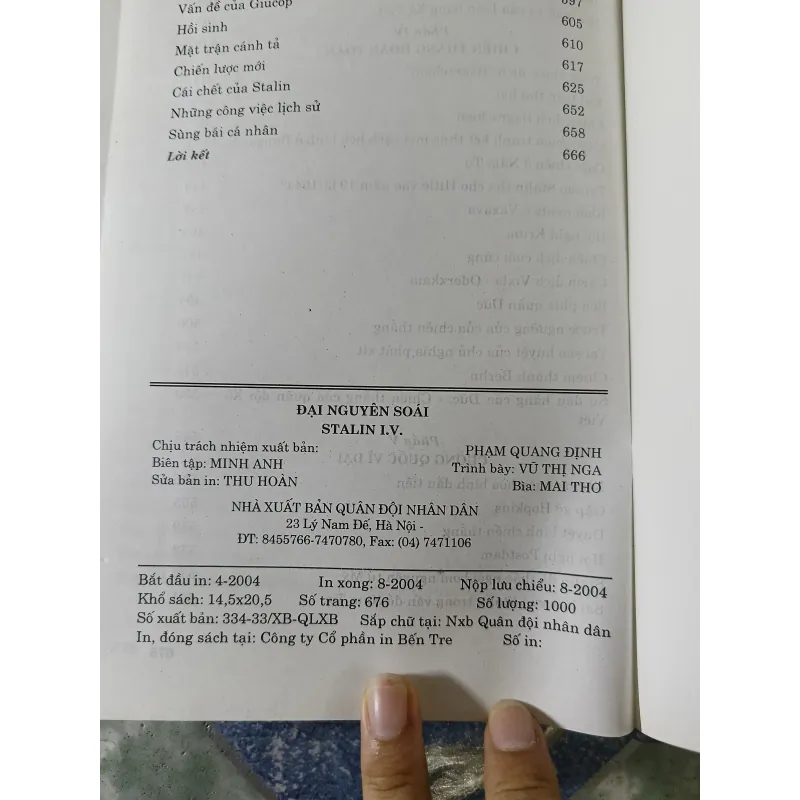 Vấn đề của Giucốp 597
Hồi sinh 605
Mặt trận cánh tả 610
Chiến lược mới 617
Cái chết của Stalin 625
Những công việc lịch sử 652
Sùng bái cá nhân 658
Lời kết 666
ĐẠI NGUYÊN SOÁI
STALIN I.V.
Chịu trách nhiệm xuất bản: PHẠM QUANG ĐỊNH
Biên tập: MINH ANH Trình bày: VŨ THỊ NGA
Sửa bản in: THU HOÀN Bìa: MAI THƠ
NHÀ XUẤT BẢN QUÂN ĐỘI NHÂN DÂN
23 Lý Nam Đế, Hà Nội -
ĐT: 8455766-7470780, Fax: (04) 7471106
Bắt đầu in: 4-2004 In xong: 8-2004 Nộp lưu chiểu: 8-2004
Khổ sách: 14,5x20,5 Số trang: 676 Số lượng: 1000
Số xuất bản: 334-33/XB-QLXB Sắp chữ tại: Nxb Quân đội nhân dân
In, đóng sách tại: Công ty Cổ phần in Bến Tre Số in: